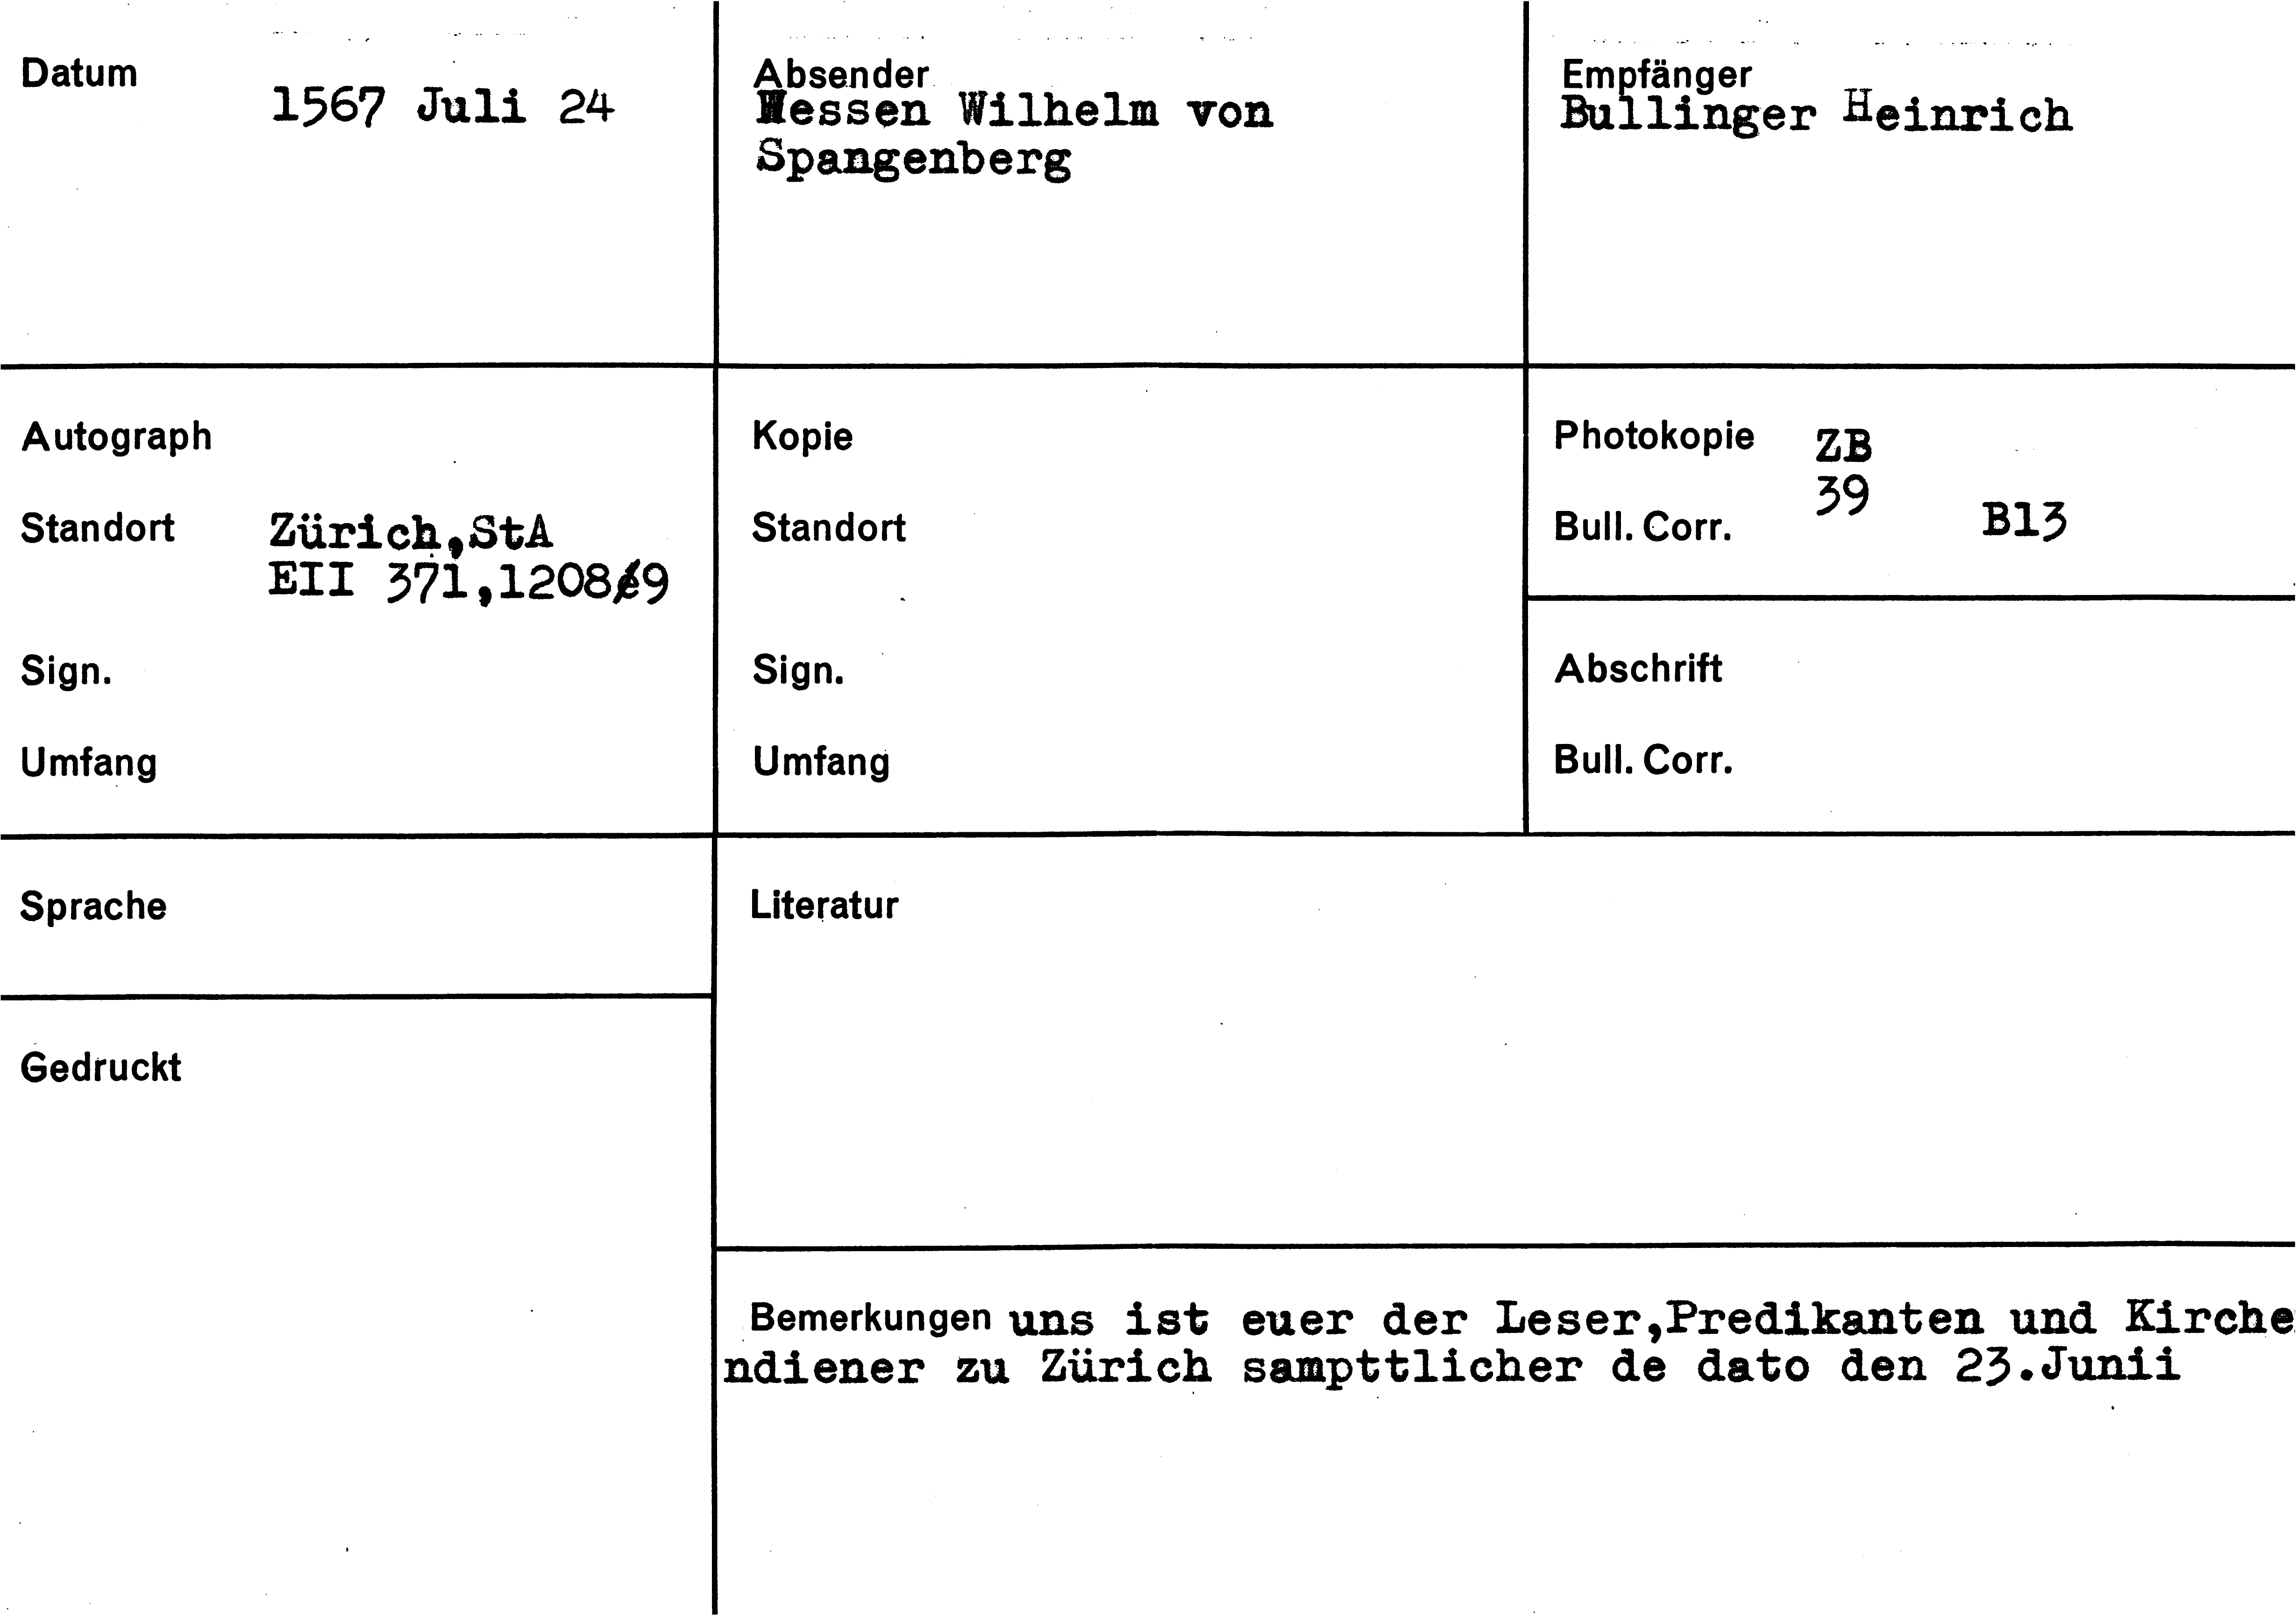 Datum
1567 Juli 24
Absender
Hessen Wilhelm von
Spangenberg
Empfänger
Bullinger Heinrich
Autograph
Standort Zürich,StA
EII 371,1208/9
Sign.
Umfang
Kopie
Standort
Sign.
Umfang
Photokopie ZB
39
Bull. Corr. B13
Abschrift
Bull. Corr.
Sprache
Literatur
Gedruckt
Bemerkungen uns ist euer der Leser,Predikanten und Kirche
ndiener zu Zürich sampttlicher de dato den 23.Junii